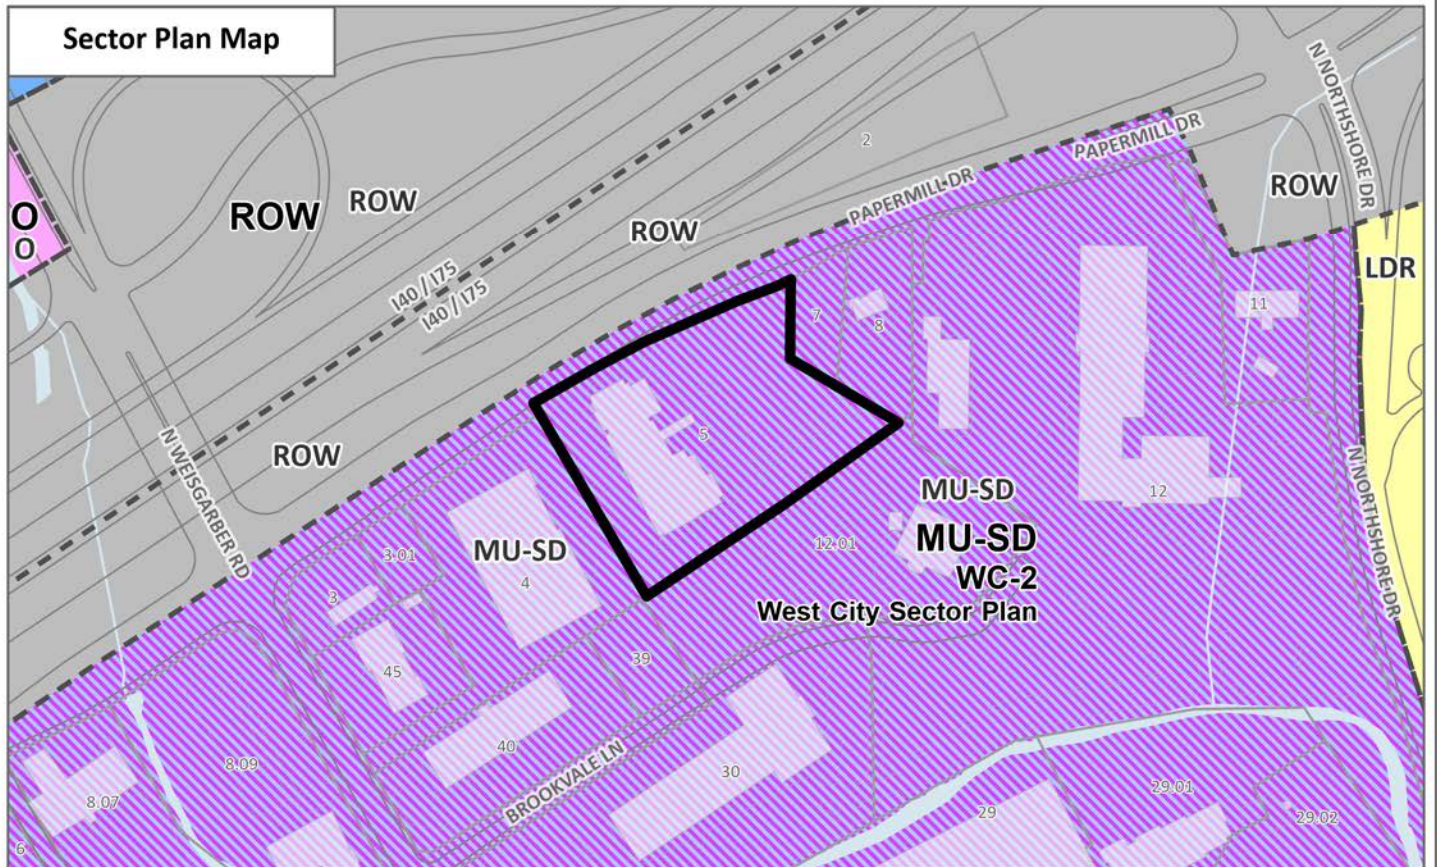 Sector Plan Map
N NORTHSHORE DR
2
PAPERMILL DR
PAPERMILL DR
ROW
ROW
ROW
O
O
ROW
LDR
I40 / I75
I40 / I75
11
7
8
5
N WEISGARBER RD
ROW
MU-SD
12
N NORTHSHORE DR
MU-SD
3.01
4
12.01
MU-SD
WC-2
West City Sector Plan
3
45
39
40
BROOKVALE LN
30
8.09
8.07
29.01
29
29.02
6